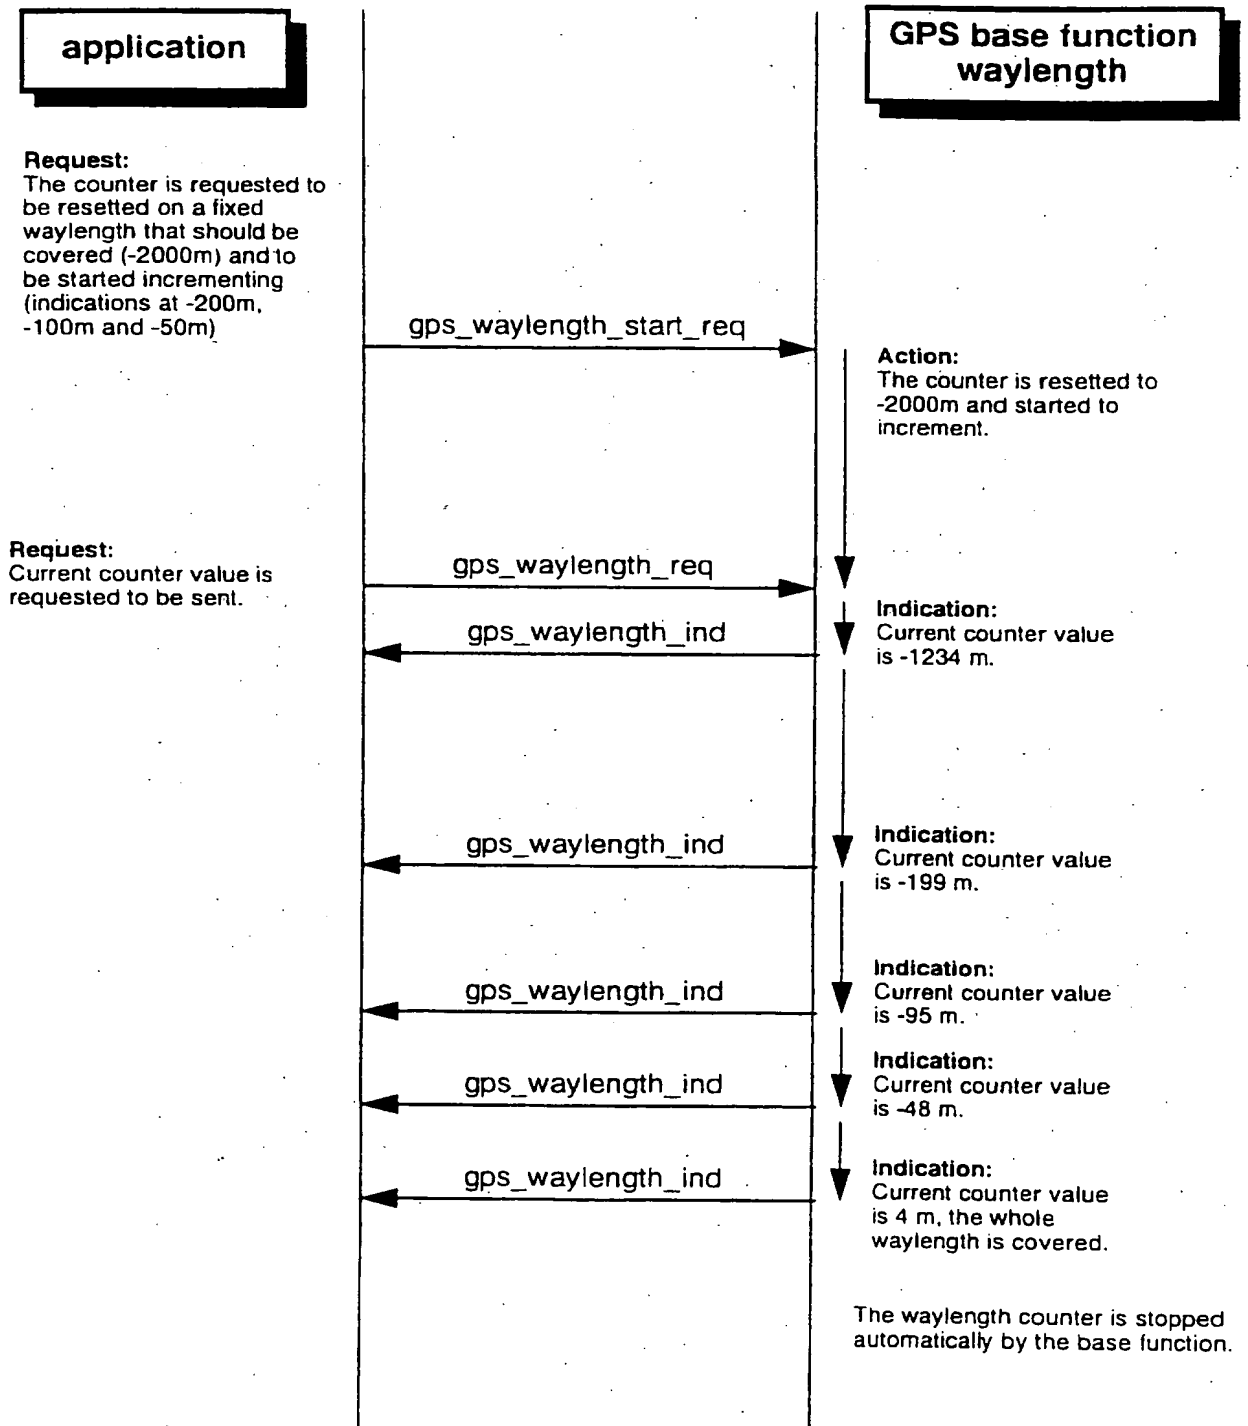 application
GPS base function
waylength
Request:
The counter is requested to
be resetted on a fixed
waylength that should be
covered (-2000m) and to
be started incrementing
(indications at -200m,
-100m and -50m)
gps_waylength_start_req
Action:
The counter is resetted to
-2000m and started to
increment.
Request:
Current counter value is
requested to be sent.
gps_waylength_req
gps_waylength_ind
Indication:
Current counter value
is -1234 m.
gps_waylength_ind
Indication:
Current counter value
is -199 m.
gps_waylength_ind
Indication:
Current counter value
is -95 m.
gps_waylength_ind
Indication:
Current counter value
is -48 m.
gps_waylength_ind
Indication:
Current counter value
is 4 m, the whole
waylength is covered.
The waylength counter is stopped
automatically by the base function.